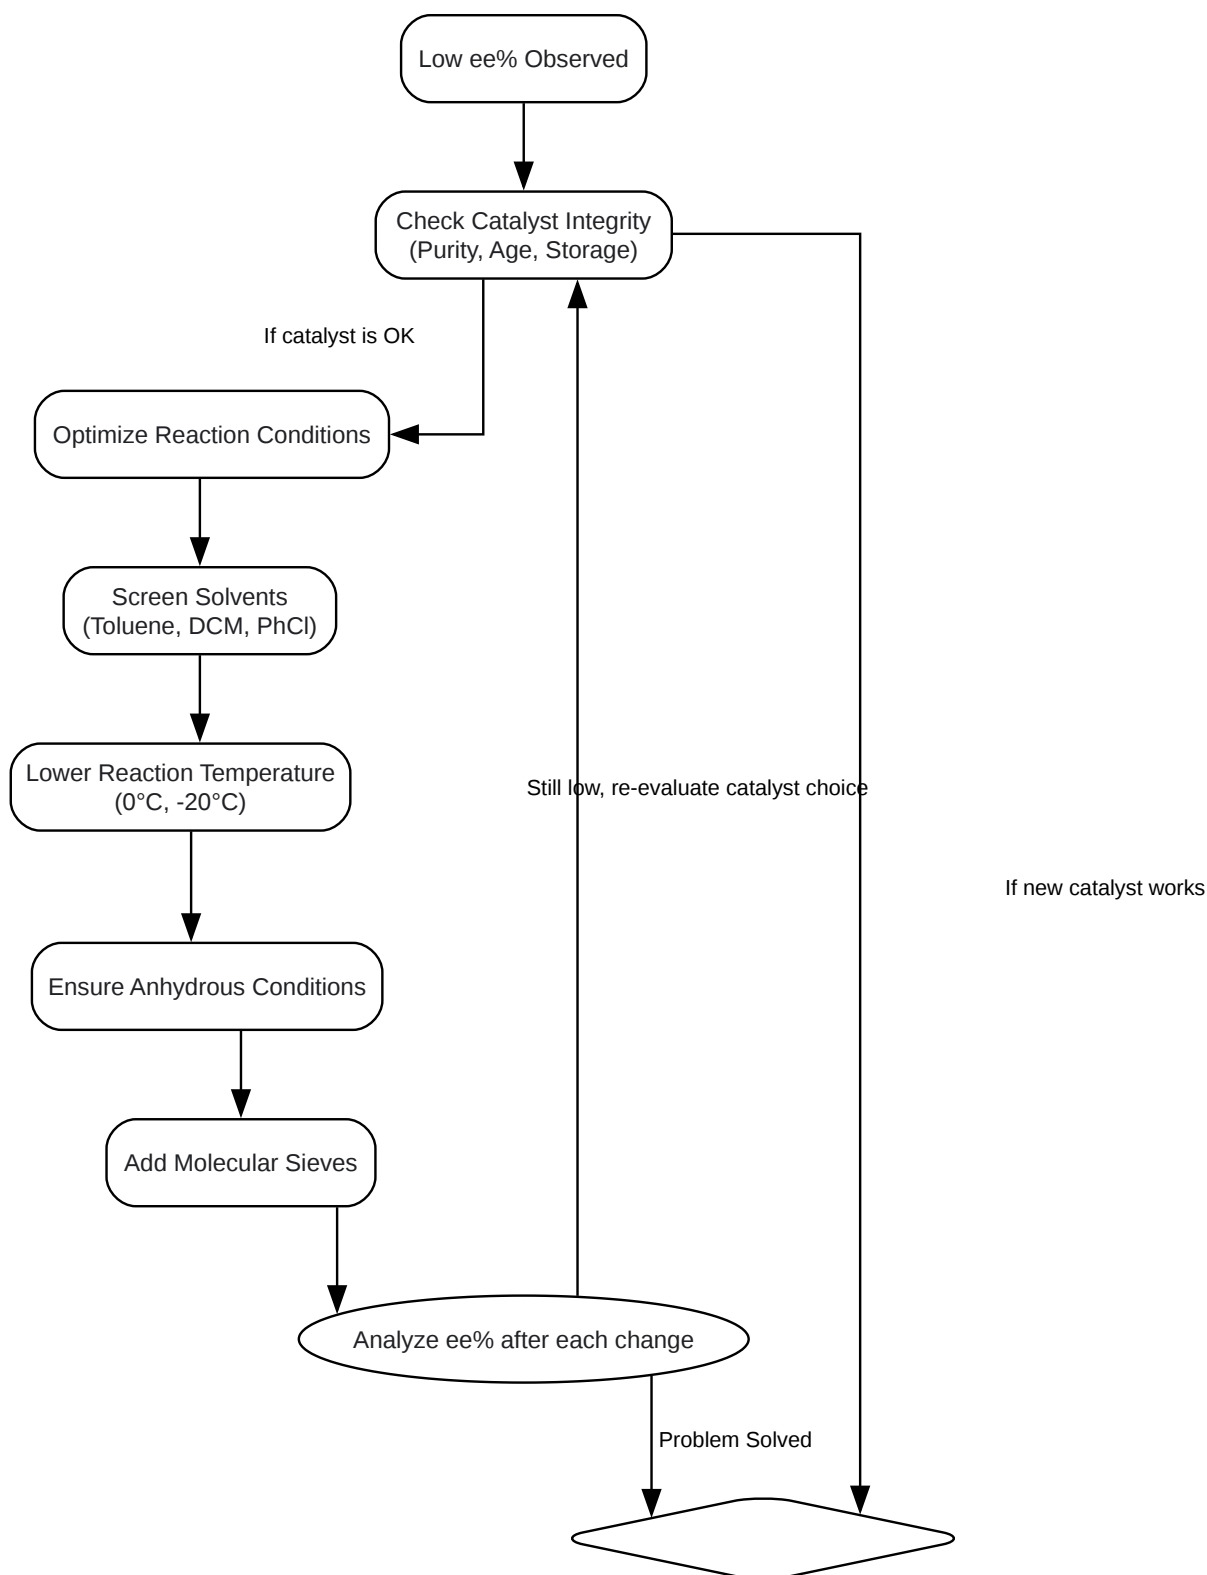 Low ee% Observed
Check Catalyst Integrity
(Purity, Age, Storage)
If catalyst is OK
Optimize Reaction Conditions
Screen Solvents
(Toluene, DCM, PhCl)
Lower Reaction Temperature
(0°C, -20°C)
Still low, re-evaluate catalyst choice
If new catalyst works
Ensure Anhydrous Conditions
Add Molecular Sieves
Analyze ee% after each change
Problem Solved